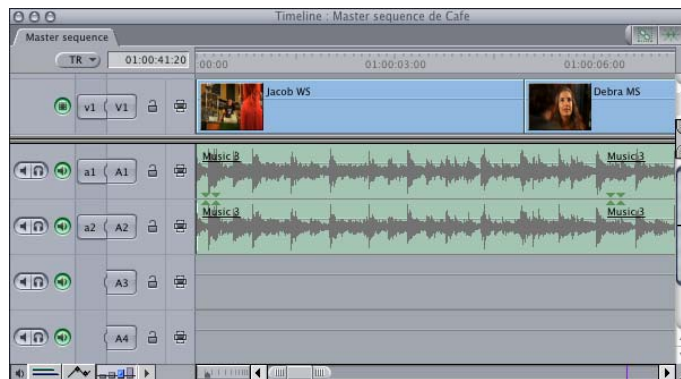 Timeline : Master sequence de Cafe
Master sequence
TR 01:00:41:20 00:00 01:00:03:00 01:00:06:00
v1 V1 Jacob WS Debra MS
a1 A1 Music 3 Music 3
a2 A2 Music 3 Music 3
A3
A4